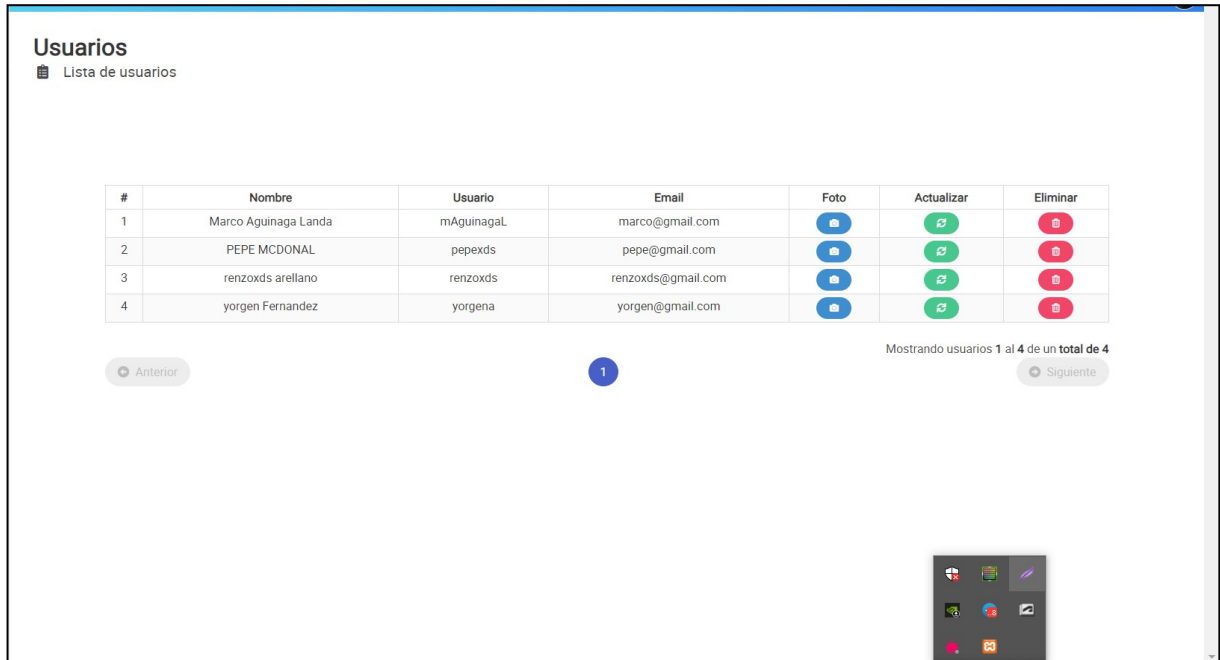 Usuarios
Lista de usuarios
# Nombre Usuario Email Foto Actualizar Eliminar
1 Marco Aguinaga Landa mAguinagaL marco@gmail.com
2 PEPE MCDONAL pepexds pepe@gmail.com
3 renzoxds arellano renzoxds renzoxds@gmail.com
4 yorgen Fernandez yorgena yorgen@gmail.com
Mostrando usuarios 1 al 4 de un total de 4
Anterior 1 Siguiente